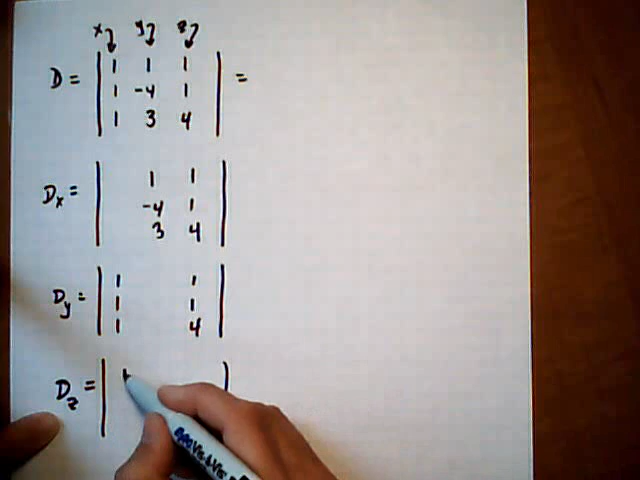 x y z
D = | 1 1 1 | =
| 1 -4 1 |
| 1 3 4 |
Dx = | 1 1 |
| -4 1 |
| 3 4 |
Dy = | 1 1 |
| 1 1 |
| 1 4 |
Dz = | |